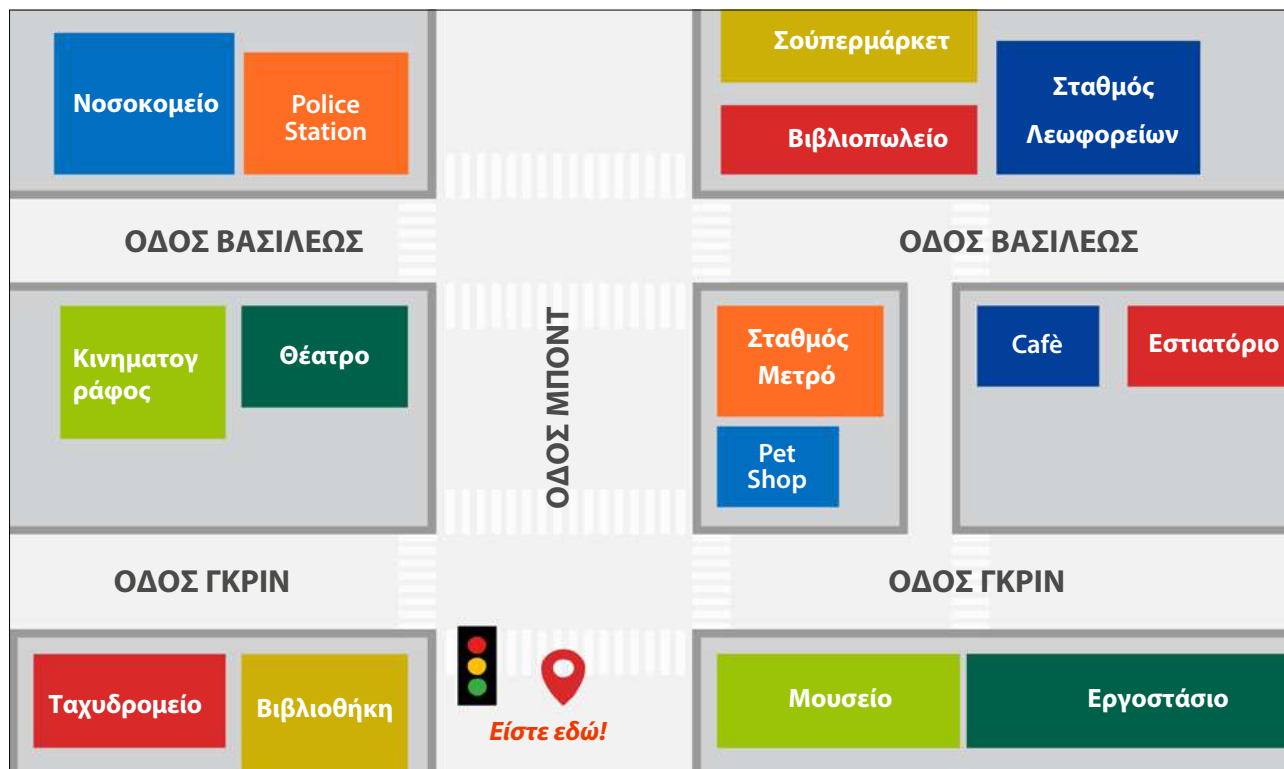 Νοσοκομείο
Police
Station
Σούπερμάρκετ
Βιβλιοπωλείο
Σταθμός
Λεωφορείων
ΟΔΟΣ ΒΑΣΙΛΕΩΣ
ΟΔΟΣ ΒΑΣΙΛΕΩΣ
Κινηματογ
ράφος
Θέατρο
ΟΔΟΣ ΜΠΟΝΤ
Σταθμός
Μετρό
Pet
Shop
Cafè
Εστιατόριο
ΟΔΟΣ ΓΚΡΙΝ
ΟΔΟΣ ΓΚΡΙΝ
Ταχυδρομείο
Βιβλιοθήκη
Είστε εδώ!
Μουσείο
Εργοστάσιο